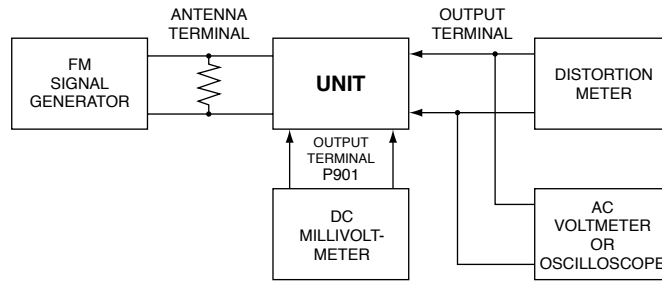 ANTENNA
TERMINAL
OUTPUT
TERMINAL
FM
SIGNAL
GENERATOR
UNIT
DISTORTION
METER
OUTPUT
TERMINAL
P901
DC
MILLIVOLT-
METER
AC
VOLTMETER
OR
OSCILLOSCOPE